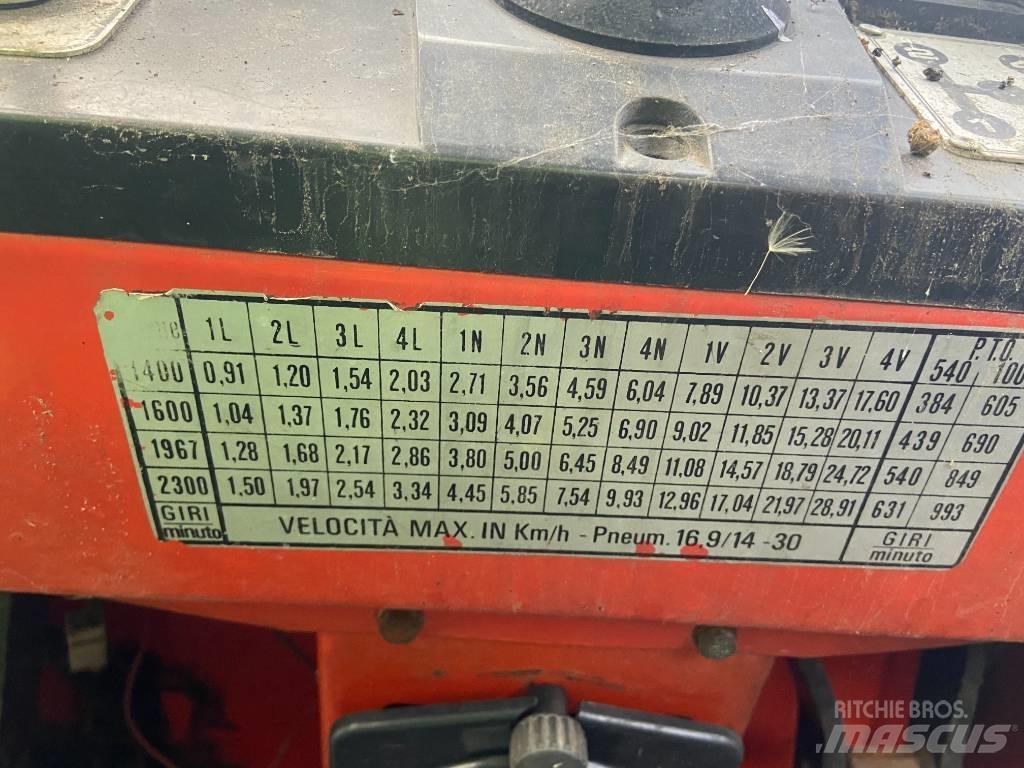 1L 2L 3L 4L 1N 2N 3N 4N 1V 2V 3V 4V P.T.O.
540 100
1400 0,91 1,20 1,54 2,03 2,71 3,56 4,59 6,04 7,89 10,37 13,37 17,60 384 605
1600 1,04 1,37 1,76 2,32 3,09 4,07 5,25 6,90 9,02 11,85 15,28 20,11 439 690
1967 1,28 1,68 2,17 2,86 3,80 5,00 6,45 8,49 11,08 14,57 18,79 24,72 540 849
2300 1,50 1,97 2,54 3,34 4,45 5,85 7,54 9,93 12,96 17,04 21,97 28,91 631 993
GIRI minuto VELOCITÀ MAX. IN Km/h - Pneum. 16,9/14 -30 GIRI minuto
RITCHIE BROS.
MASCUS